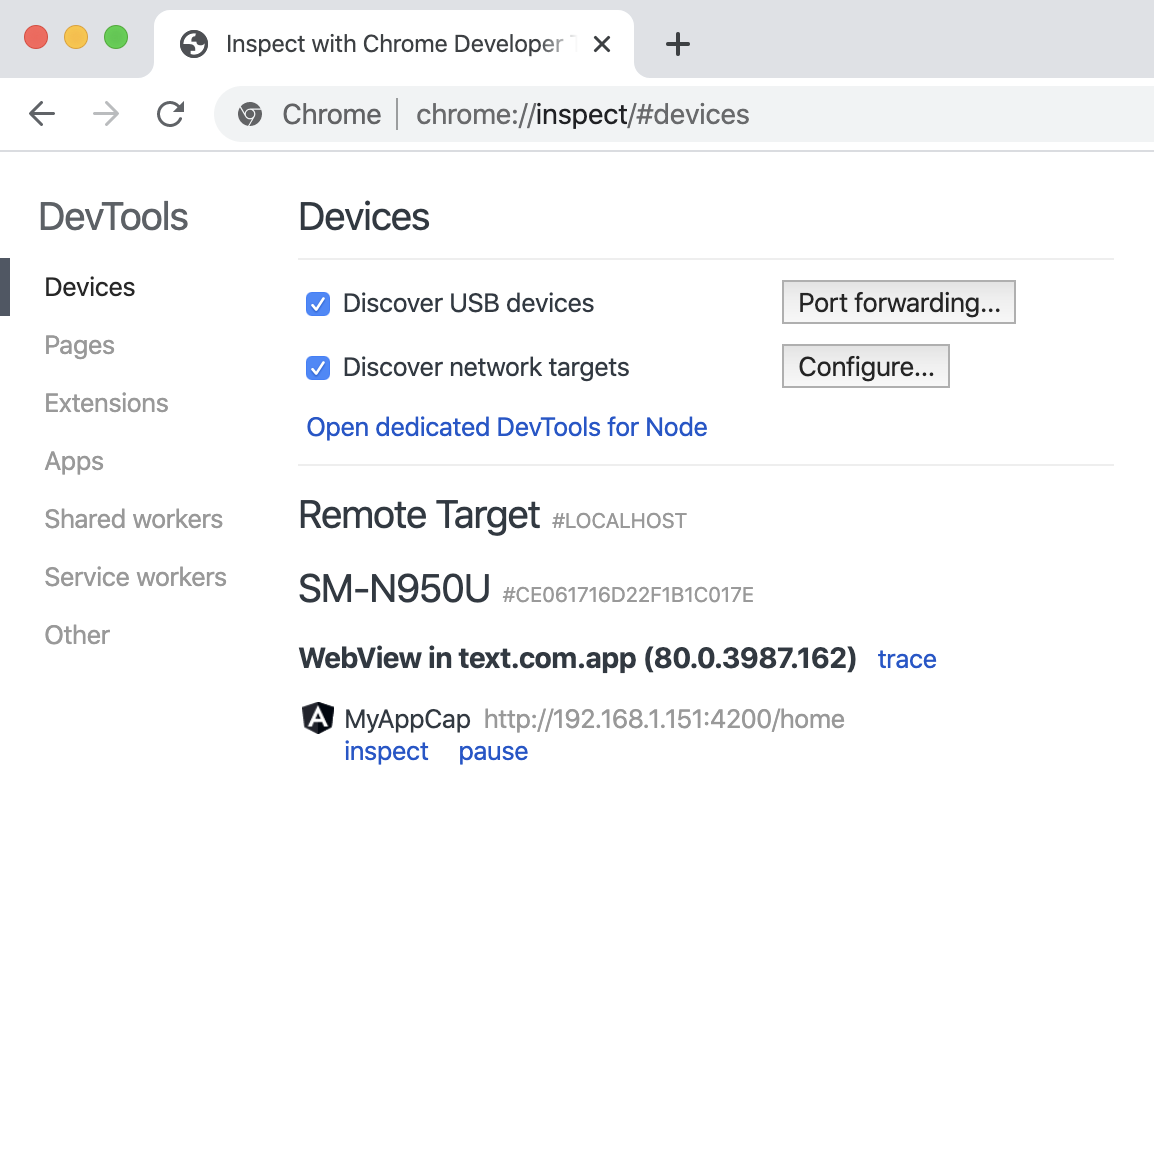 Inspect with Chrome Developer
Chrome | chrome://inspect/#devices
DevTools
Devices
Pages
Extensions
Apps
Shared workers
Service workers
Other
Devices
Discover USB devices
Port forwarding...
Discover network targets
Configure...
Open dedicated DevTools for Node
Remote Target #LOCALHOST
SM-N950U #CE061716D22F1B1C017E
WebView in text.com.app (80.0.3987.162) trace
MyAppCap http://192.168.1.151:4200/home
inspect pause